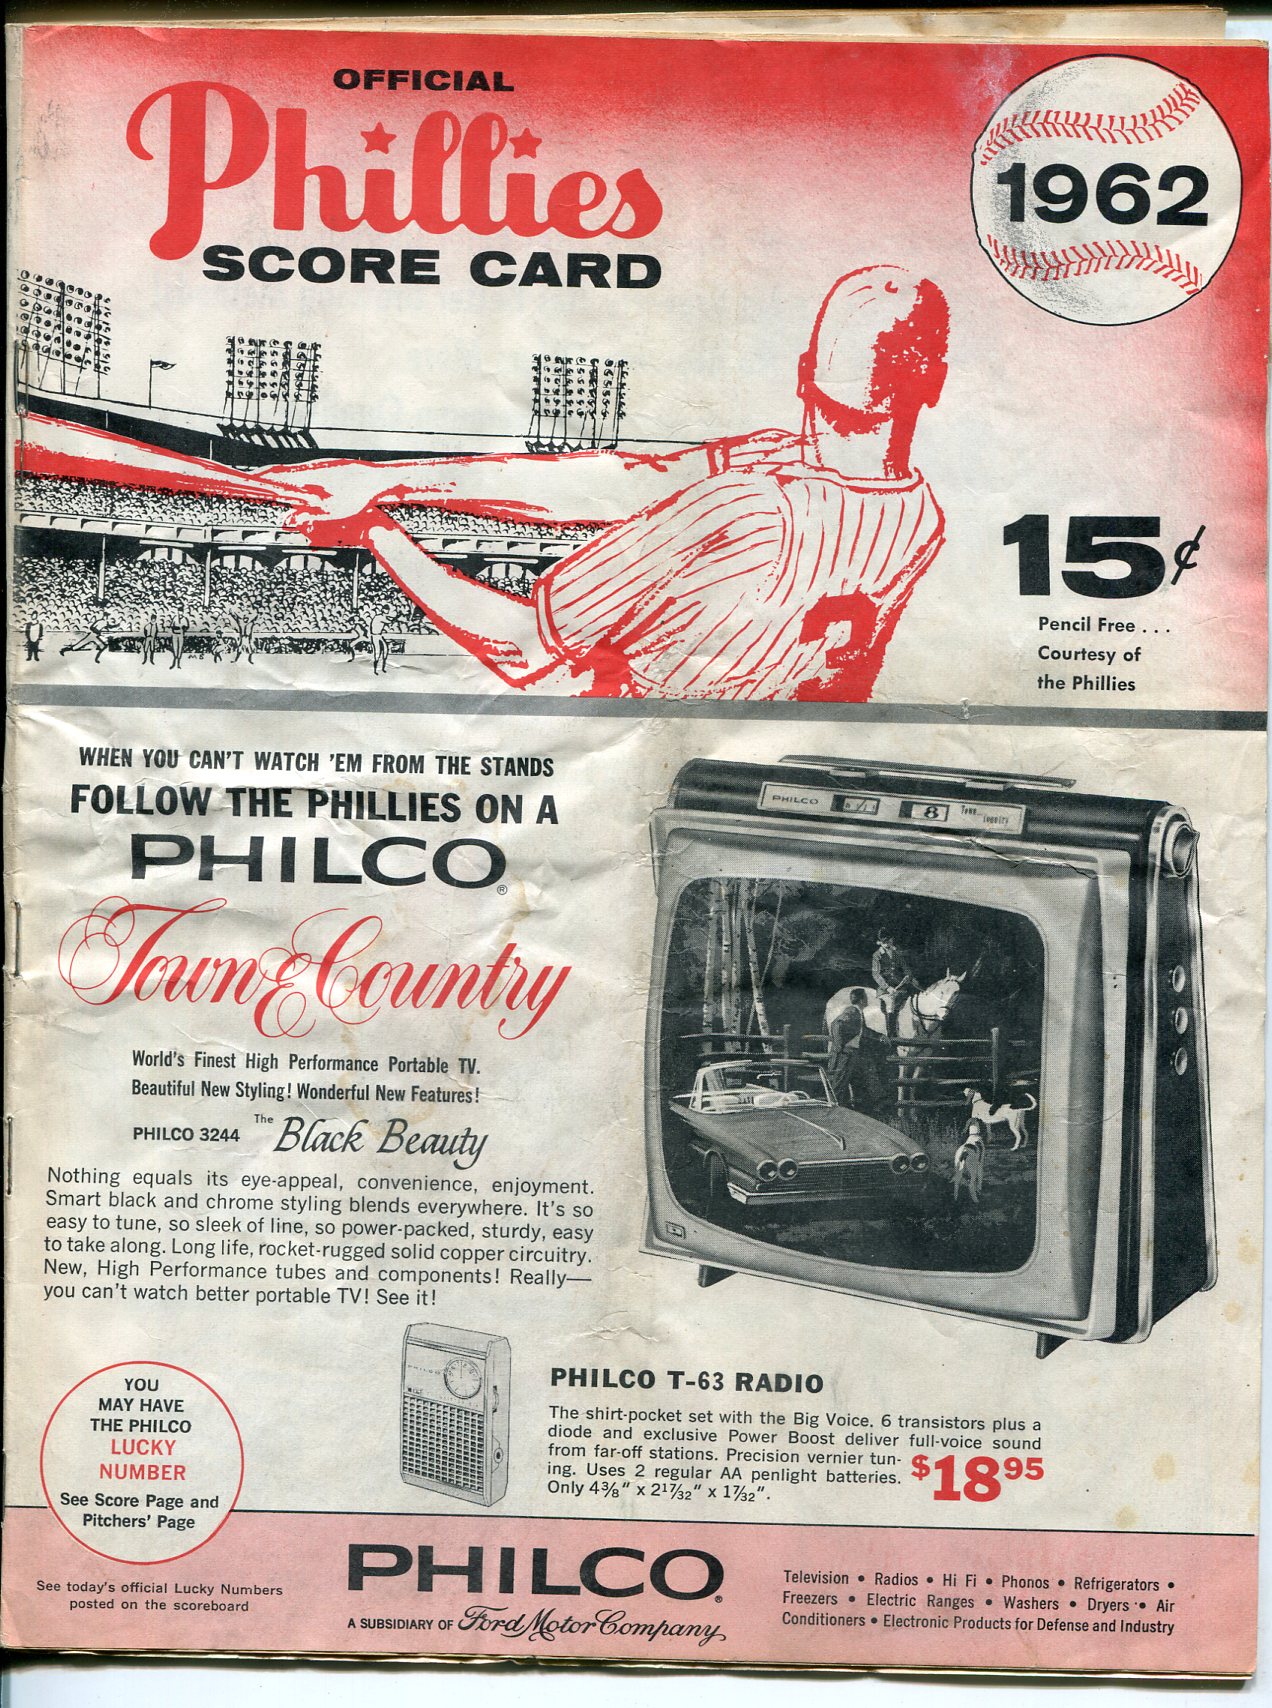 OFFICIAL
Phillies
SCORE CARD
1962
15¢
Pencil Free . . .
Courtesy of
the Phillies
WHEN YOU CAN'T WATCH 'EM FROM THE STANDS
FOLLOW THE PHILLIES ON A
PHILCO®
Town & Country
World's Finest High Performance Portable TV.
Beautiful New Styling! Wonderful New Features!
PHILCO 3244 The Black Beauty
Nothing equals its eye-appeal, convenience, enjoyment.
Smart black and chrome styling blends everywhere. It's so
easy to tune, so sleek of line, so power-packed, sturdy, easy
to take along. Long life, rocket-rugged solid copper circuitry.
New, High Performance tubes and components! Really—
you can't watch better portable TV! See it!
PHILCO
8
PHILCO
YOU
MAY HAVE
THE PHILCO
LUCKY
NUMBER
See Score Page and
Pitchers' Page
PHILCO T-63 RADIO
The shirt-pocket set with the Big Voice. 6 transistors plus a
diode and exclusive Power Boost deliver full-voice sound
from far-off stations. Precision vernier tun-
ing. Uses 2 regular AA penlight batteries.
Only 4⅜" x 2¹⁷⁄₃₂" x 1⁷⁄₃₂".
$18⁹⁵
See today's official Lucky Numbers
posted on the scoreboard
PHILCO®
A SUBSIDIARY OF Ford Motor Company,
Television • Radios • Hi Fi • Phonos • Refrigerators •
Freezers • Electric Ranges • Washers • Dryers • Air
Conditioners • Electronic Products for Defense and Industry